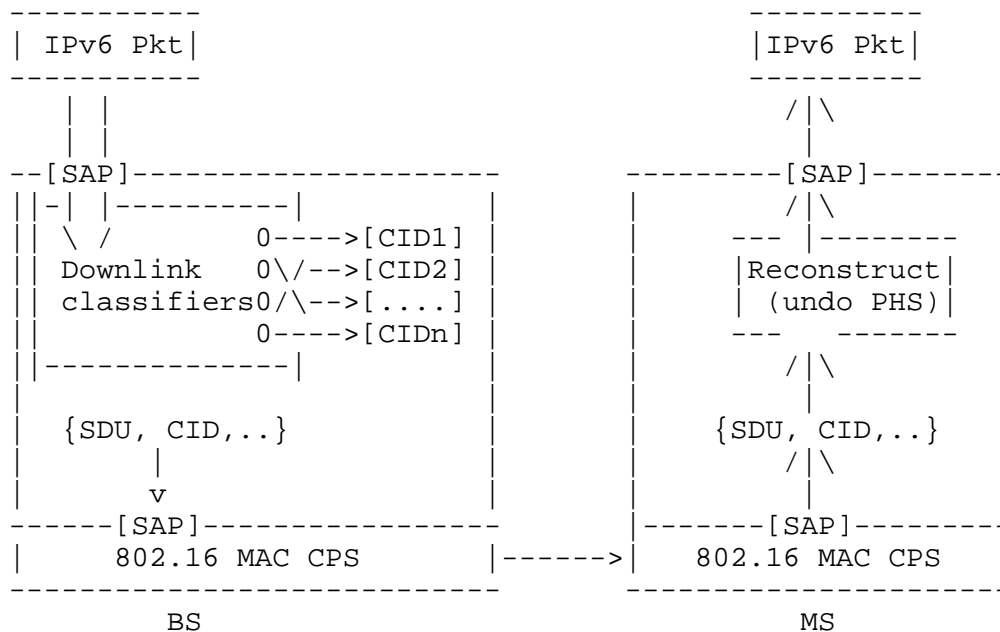 -----------                                   ----------
| IPv6 Pkt|                                   |IPv6 Pkt|
-----------                                   ----------
   | |                                           /|\
   | |                                            |
--[SAP]---------------------          ---------[SAP]--------
||-| |----------|          |          |        /|\         |
|| \ /        0---->[CID1] |          |     --- |--------  |
|| Downlink   0\/-->[CID2] |          |     |Reconstruct|  |
|| classifiers0/\-->[....] |          |     | (undo PHS)|  |
||            0---->[CIDn] |          |     ---   -------  |
||--------------|          |          |        /|\         |
|                          |          |         |          |
|  {SDU, CID,..}           |          |    {SDU, CID,..}   |
|       |                  |          |        /|\         |
|       v                  |          |         |          |
------[SAP]-----------------          |-------[SAP]---------
|     802.16 MAC CPS       |------>|   802.16 MAC CPS
----------------------------          ----------------------
BS                                    MS